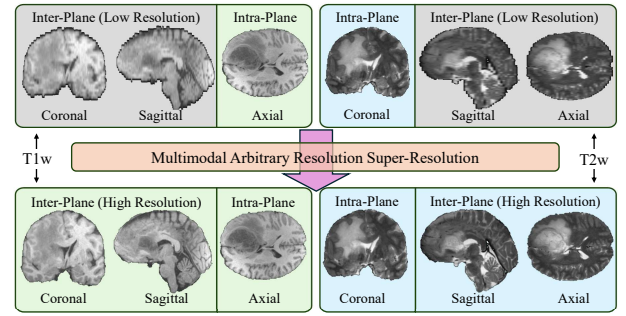 Inter-Plane (Low Resolution) Intra-Plane Intra-Plane Inter-Plane (Low Resolution)
Coronal Sagittal Axial Coronal Sagittal Axial
T1w Multimodal Arbitrary Resolution Super-Resolution T2w
Inter-Plane (High Resolution) Intra-Plane Intra-Plane Inter-Plane (High Resolution)
Coronal Sagittal Axial Coronal Sagittal Axial